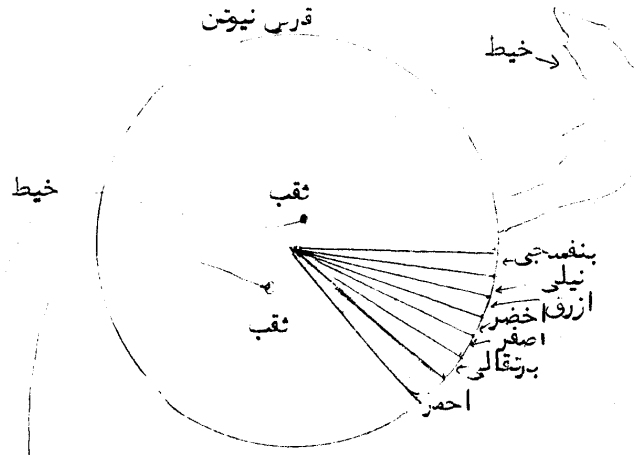 قرص نيوتن
خيط
خيط
ثقب
ثقب
بنفسجي
نيلي
ازرق
اخضر
اصفر
برتقالي
احمر